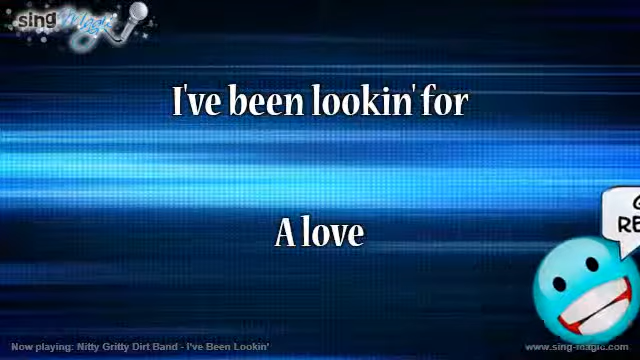 sing Magic
I've been lookin' for
A love
Now playing: Nitty Gritty Dirt Band - I've Been Lookin'
www.sing-magic.com